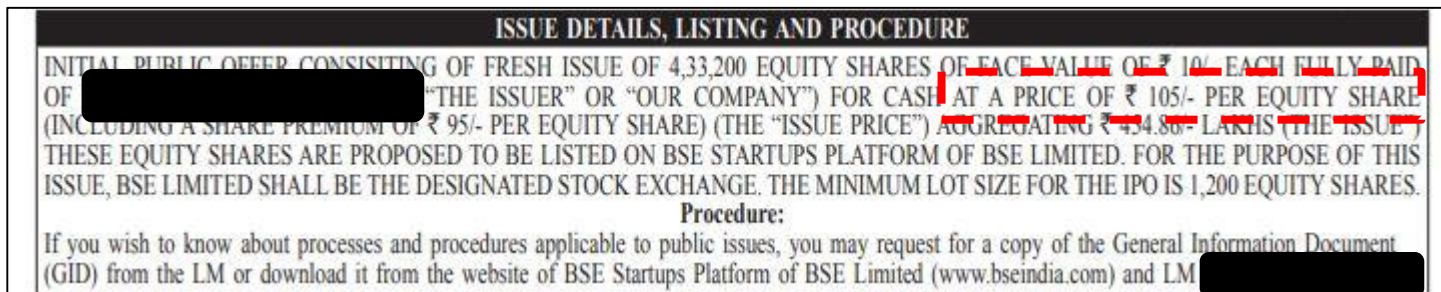 ISSUE DETAILS, LISTING AND PROCEDURE
INITIAL PUBLIC OFFER CONSISITING OF FRESH ISSUE OF 4,33,200 EQUITY SHARES OF FACE VALUE OF ₹ 10/- EACH FULLY PAID
OF "THE ISSUER" OR "OUR COMPANY") FOR CASH AT A PRICE OF ₹ 105/- PER EQUITY SHARE
(INCLUDING A SHARE PREMIUM OF ₹ 95/- PER EQUITY SHARE) (THE "ISSUE PRICE") AGGREGATING ₹ 454.86/- LAKHS (THE ISSUE")
THESE EQUITY SHARES ARE PROPOSED TO BE LISTED ON BSE STARTUPS PLATFORM OF BSE LIMITED. FOR THE PURPOSE OF THIS
ISSUE, BSE LIMITED SHALL BE THE DESIGNATED STOCK EXCHANGE. THE MINIMUM LOT SIZE FOR THE IPO IS 1,200 EQUITY SHARES.
Procedure:
If you wish to know about processes and procedures applicable to public issues, you may request for a copy of the General Information Document
(GID) from the LM or download it from the website of BSE Startups Platform of BSE Limited (www.bseindia.com) and LM